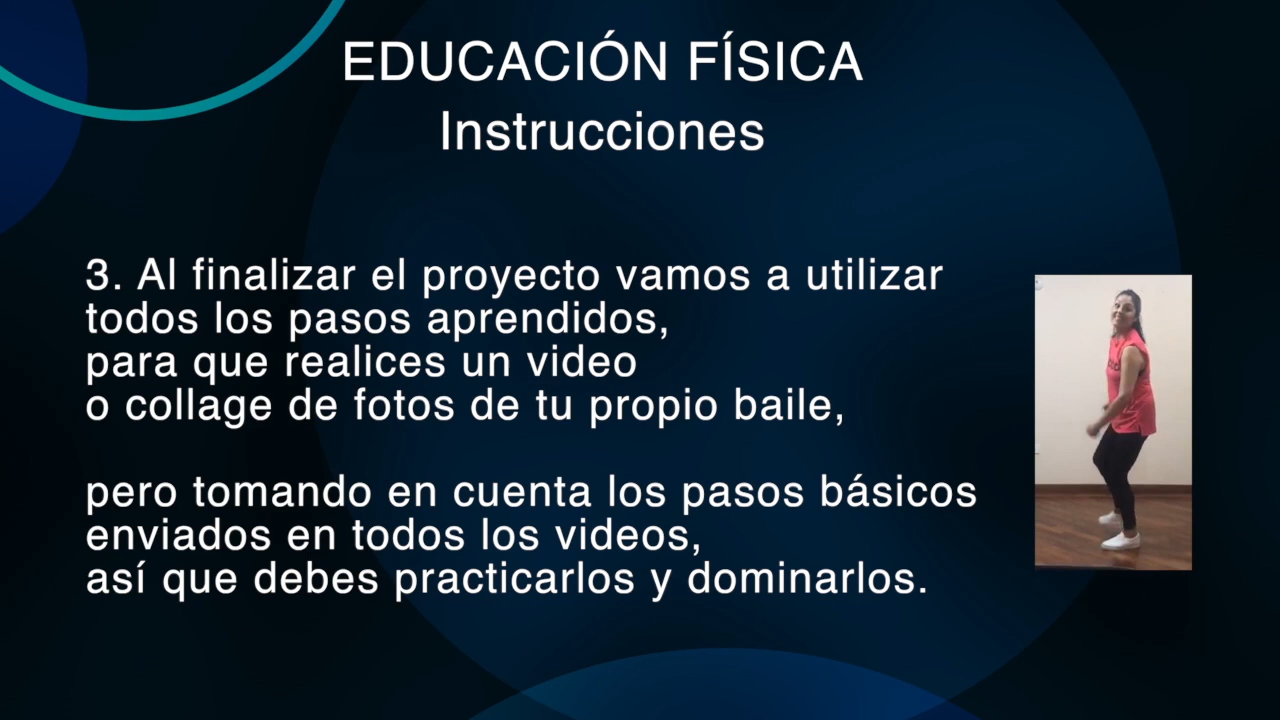 EDUCACIÓN FÍSICA
Instrucciones
3. Al finalizar el proyecto vamos a utilizar
todos los pasos aprendidos,
para que realices un video
o collage de fotos de tu propio baile,
pero tomando en cuenta los pasos básicos
enviados en todos los videos,
así que debes practicarlos y dominarlos.